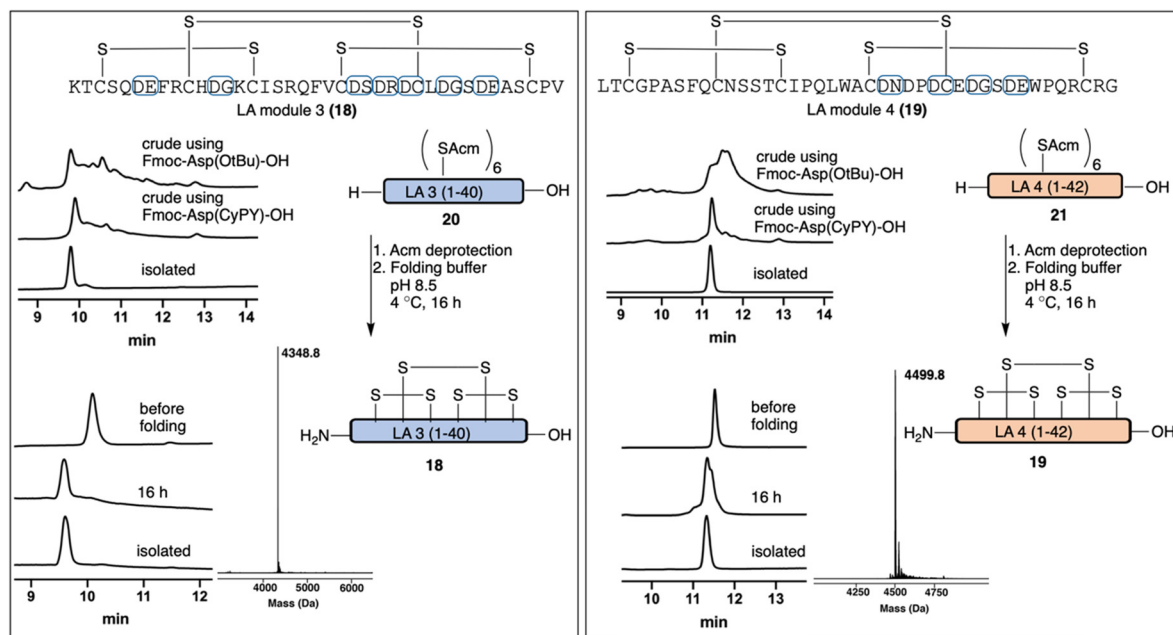 S
S
S
S
S
S
KTCSQDEFRCHDGKCISRQFVCDSDRDCLDGSDEASCPV
LA module 3 (18)
crude using
Fmoc-Asp(OtBu)-OH
crude using
Fmoc-Asp(CyPY)-OH
isolated
9 10 11 12 13 14
min
SAcm
6
H LA 3 (1-40) OH
20
1. Acm deprotection
2. Folding buffer
pH 8.5
4 °C, 16 h
before
folding
16 h
isolated
9 10 11 12
min
4348.8
4000 5000 6000
Mass (Da)
S S
S S S S
H₂N LA 3 (1-40) OH
18
S
S
S
S
S
S
LTCGPASFQCNSSTCIPQLWACDNDPDCEDGSDEWPQRCRG
LA module 4 (19)
crude using
Fmoc-Asp(OtBu)-OH
crude using
Fmoc-Asp(CyPY)-OH
isolated
9 10 11 12 13 14
min
SAcm
6
H LA 4 (1-42) OH
21
1. Acm deprotection
2. Folding buffer
pH 8.5
4 °C, 16 h
before
folding
16 h
isolated
10 11 12 13
min
4499.8
4250 4500 4750
Mass (Da)
S S
S S S S
H₂N LA 4 (1-42) OH
19